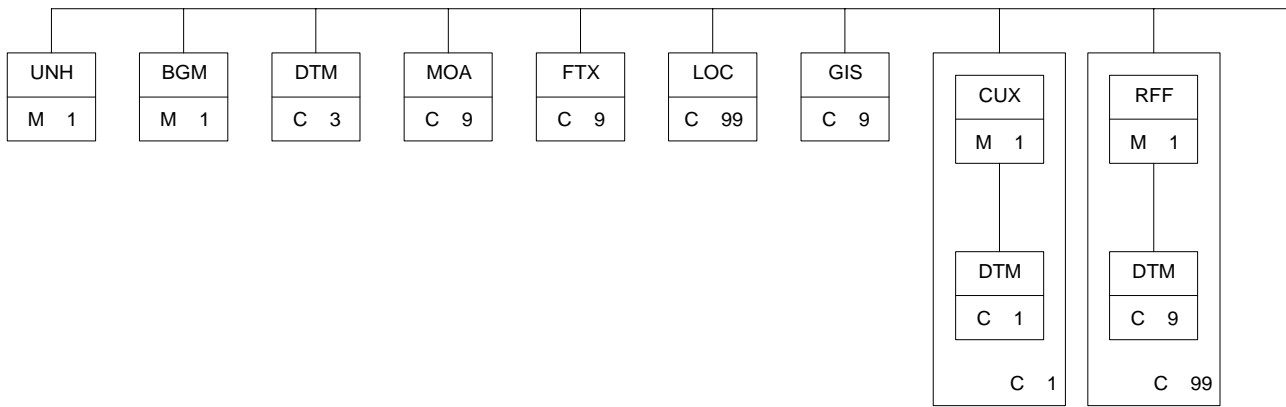 UNH
BGM
DTM
MOA
FTX
LOC
GIS
M 1
M 1
C 3
C 9
C 9
C 99
C 9
CUX
RFF
M 1
M 1
DTM
DTM
C 1
C 9
C 1
C 99